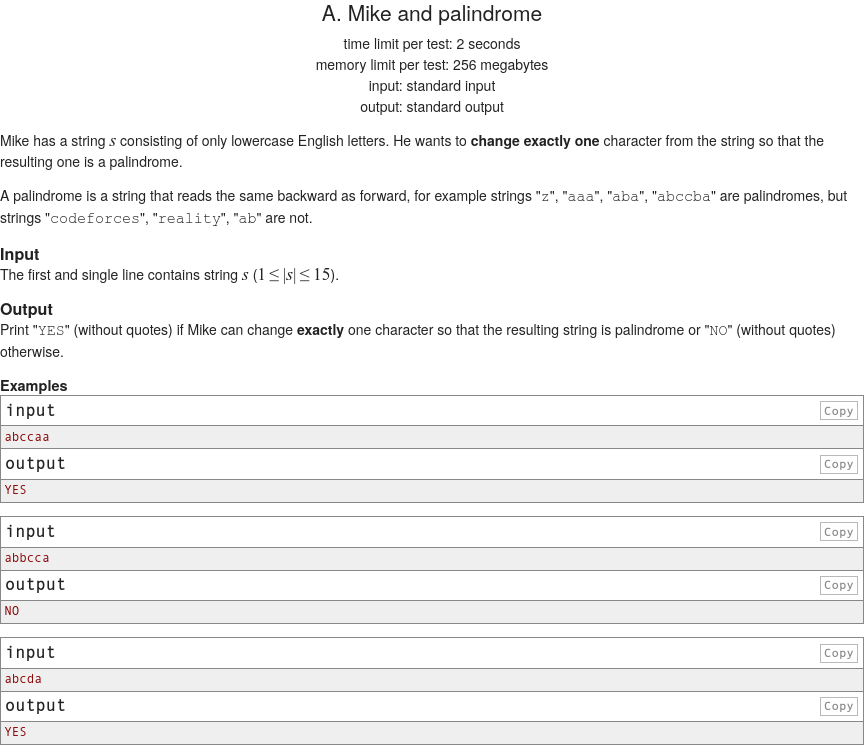 A. Mike and palindrome
time limit per test: 2 seconds
memory limit per test: 256 megabytes
input: standard input
output: standard output
Mike has a string s consisting of only lowercase English letters. He wants to change exactly one character from the string so that the
resulting one is a palindrome.
A palindrome is a string that reads the same backward as forward, for example strings "z", "aaa", "aba", "abccba" are palindromes, but
strings "codeforces", "reality", "ab" are not.
Input
The first and single line contains string s (1 ≤ |s| ≤ 15).
Output
Print "YES" (without quotes) if Mike can change exactly one character so that the resulting string is palindrome or "NO" (without quotes)
otherwise.
Examples
input Copy
abccaa
output Copy
YES
input Copy
abbcca
output Copy
NO
input Copy
abcda
output Copy
YES